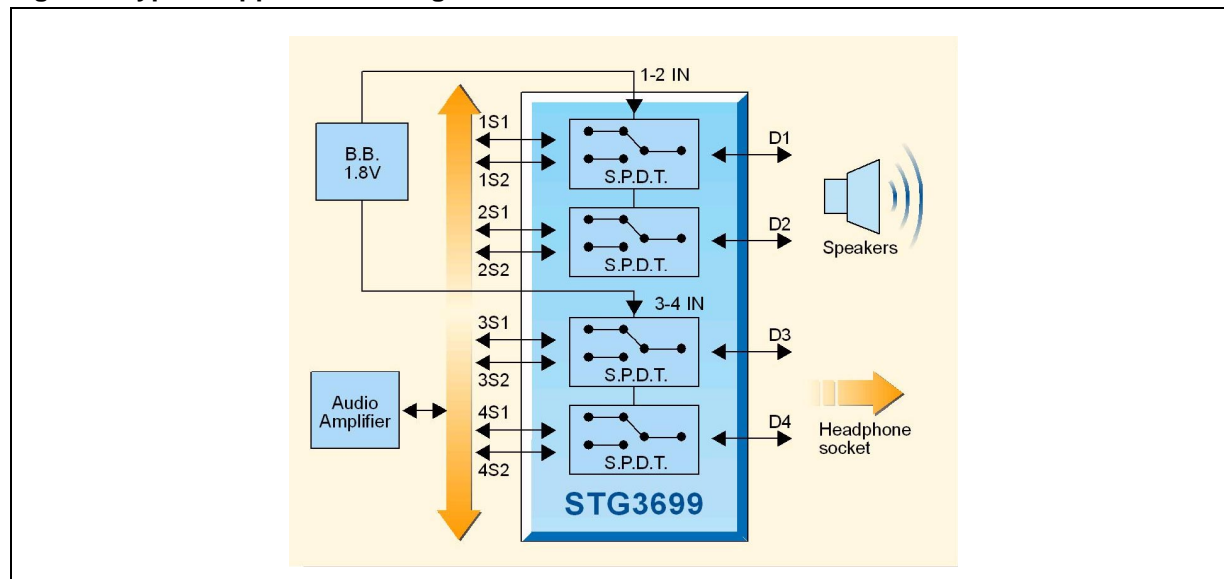 1-2 IN
B.B.
1.8V
1S1
1S2
S.P.D.T.
D1
2S1
2S2
S.P.D.T.
D2
Speakers
3-4 IN
3S1
3S2
S.P.D.T.
D3
Audio
Amplifier
4S1
4S2
S.P.D.T.
D4
Headphone
socket
STG3699